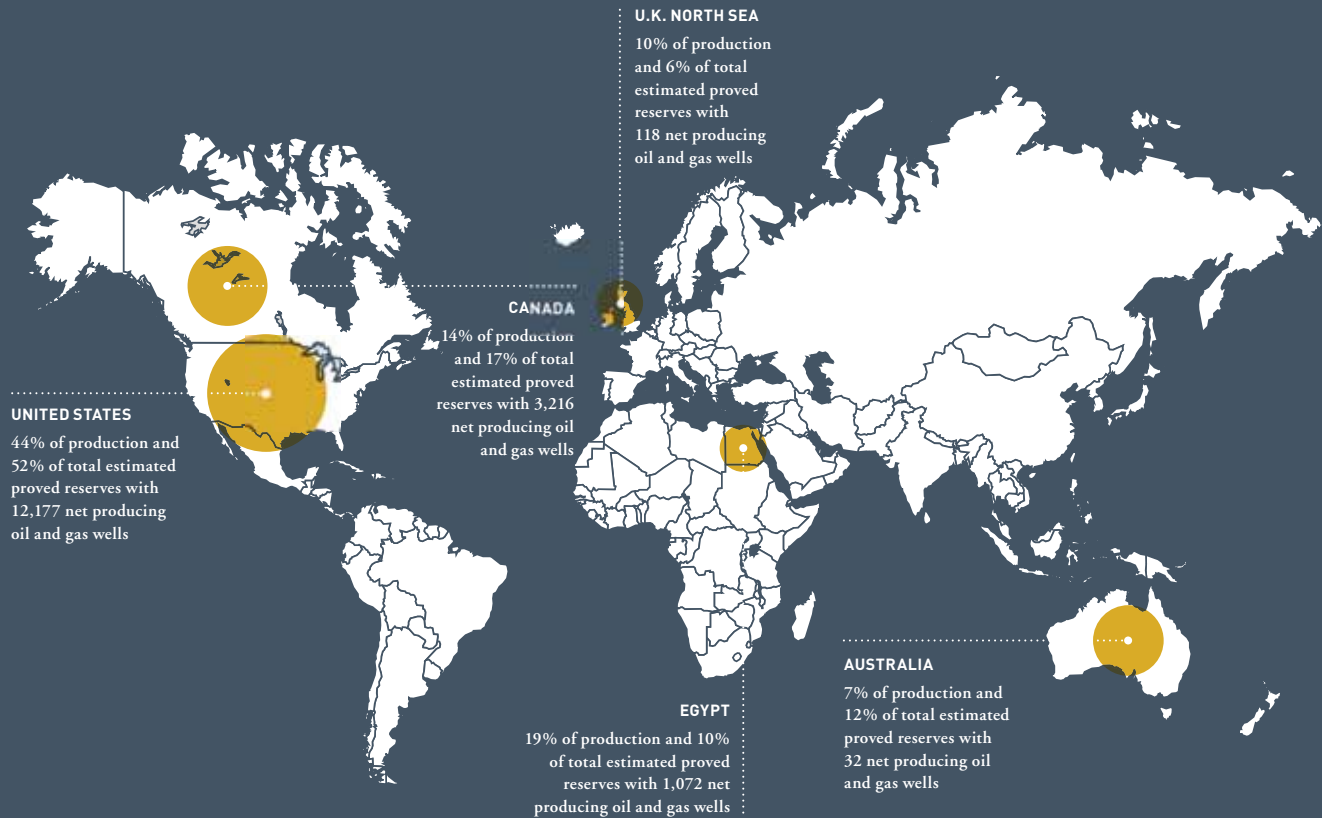 U.K. NORTH SEA
10% of production
and 6% of total
estimated proved
reserves with
118 net producing
oil and gas wells
CANADA
14% of production
and 17% of total
estimated proved
reserves with 3,216
net producing oil
and gas wells
UNITED STATES
44% of production and
52% of total estimated
proved reserves with
12,177 net producing
oil and gas wells
EGYPT
19% of production and 10%
of total estimated proved
reserves with 1,072 net
producing oil and gas wells
AUSTRALIA
7% of production and
12% of total estimated
proved reserves with
32 net producing oil
and gas wells